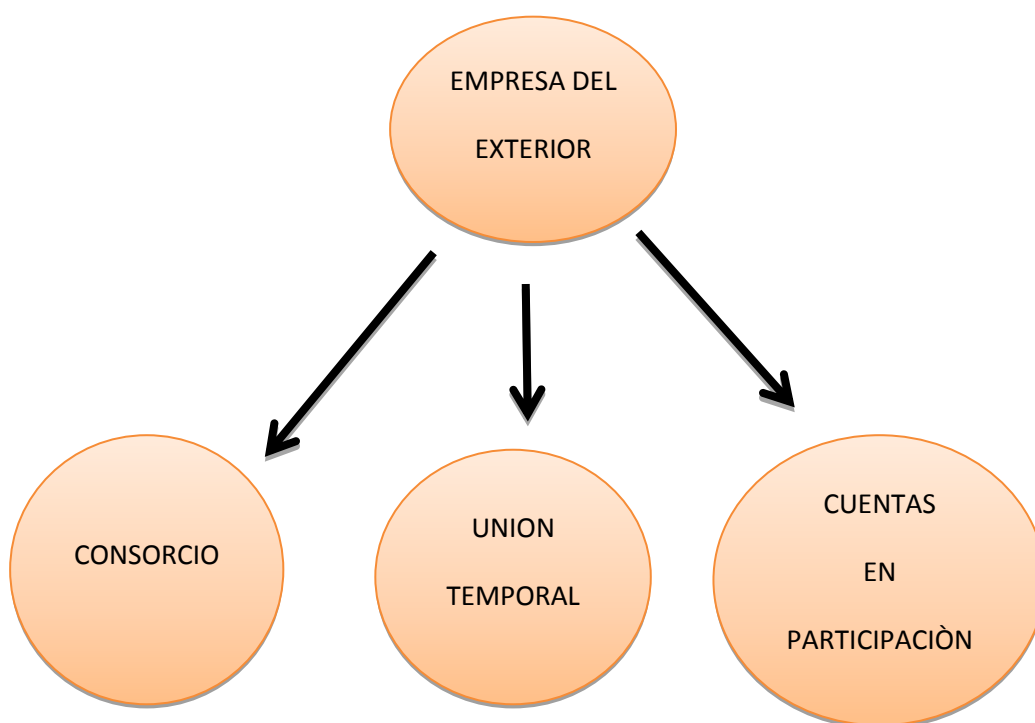 EMPRESA DEL
EXTERIOR
CONSORCIO
UNION
TEMPORAL
CUENTAS
EN
PARTICIPACIÒN